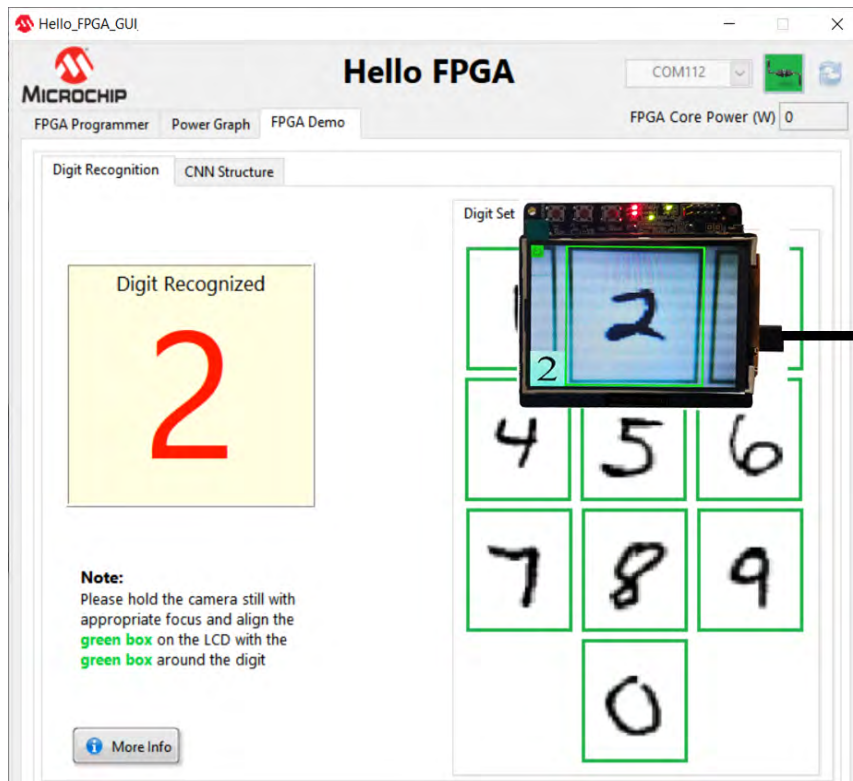 Hello_FPGA_GUI
MICROCHIP
Hello FPGA
COM112
FPGA Programmer
Power Graph
FPGA Demo
FPGA Core Power (W) 0
Digit Recognition
CNN Structure
Digit Set
Digit Recognized
2
2
2
4 5 6
7 8 9
0
Note:
Please hold the camera still with
appropriate focus and align the
green box on the LCD with the
green box around the digit
More Info